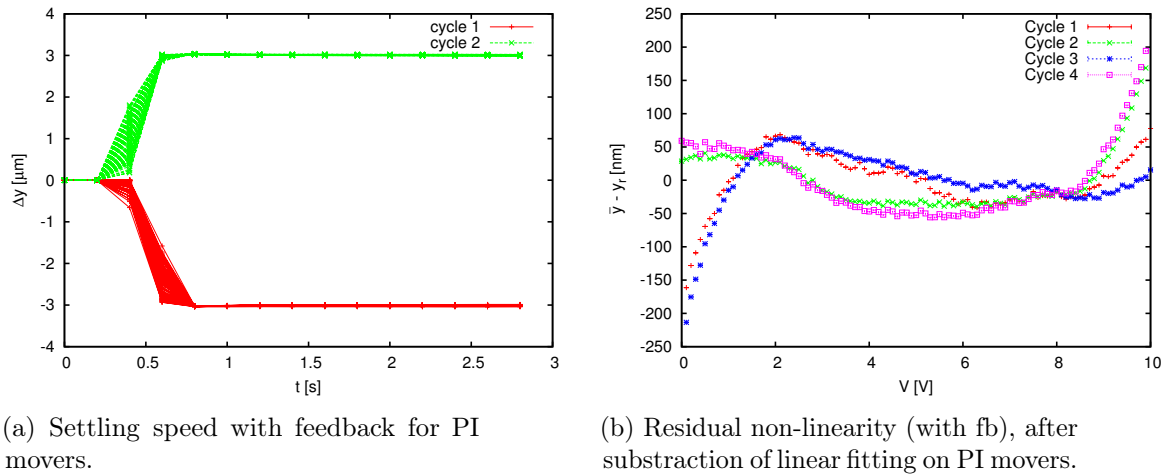 cycle 1
cycle 2
4
3
2
1
0
-1
-2
-3
-4
Δy [μm]
0
0.5
1
1.5
2
2.5
3
t [s]
(a) Settling speed with feedback for PI
movers.
Cycle 1
Cycle 2
Cycle 3
Cycle 4
250
200
150
100
50
0
-50
-100
-150
-200
-250
ȳ - yᵣ [nm]
0
2
4
6
8
10
V [V]
(b) Residual non-linearity (with fb), after
substraction of linear fitting on PI movers.